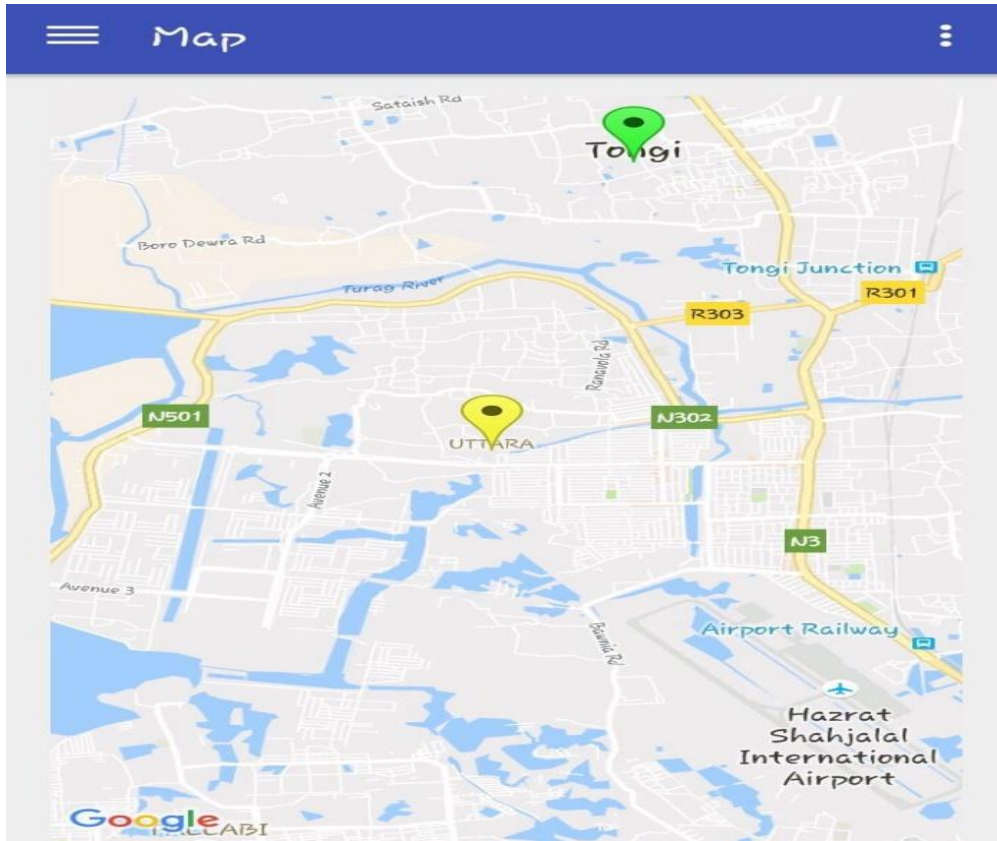 Map
Sataish Rd
Tongi
Boro Dewra Rd
Tongi Junction
Turag River
R301
R303
Ranavola Rd
N501
N302
UTTARA
Avenue 2
N3
Avenue 3
Airport Railway
Bawnia Rd
Hazrat
Shahjalal
International
Airport
Google